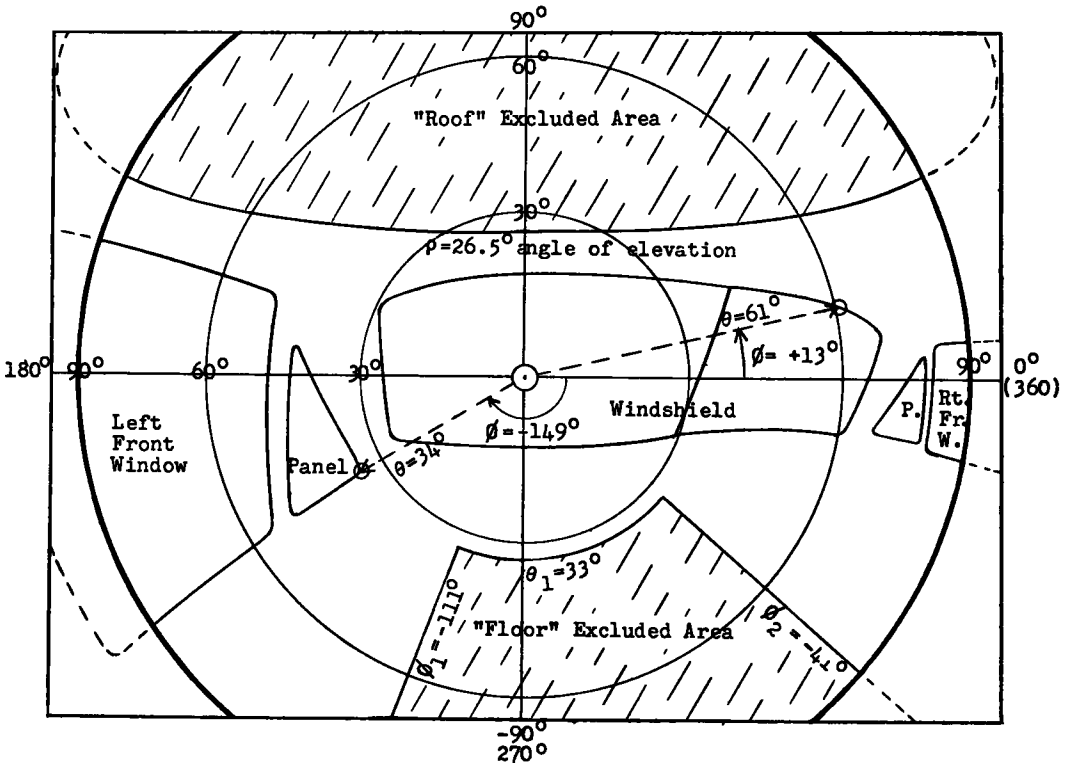 90°
60°
"Roof" Excluded Area
30°
ρ=26.5° angle of elevation
θ=61°
Ø= +13°
180° 90° 60° 30° 90° 0°
(360)
Windshield
P.
Rt.
Fr.
W.
Left
Front
Window
Ø=-149°
θ=34°
Panel
θ1=33°
Ø1=-111°
"Floor" Excluded Area
Ø2=-41°
-90°
270°